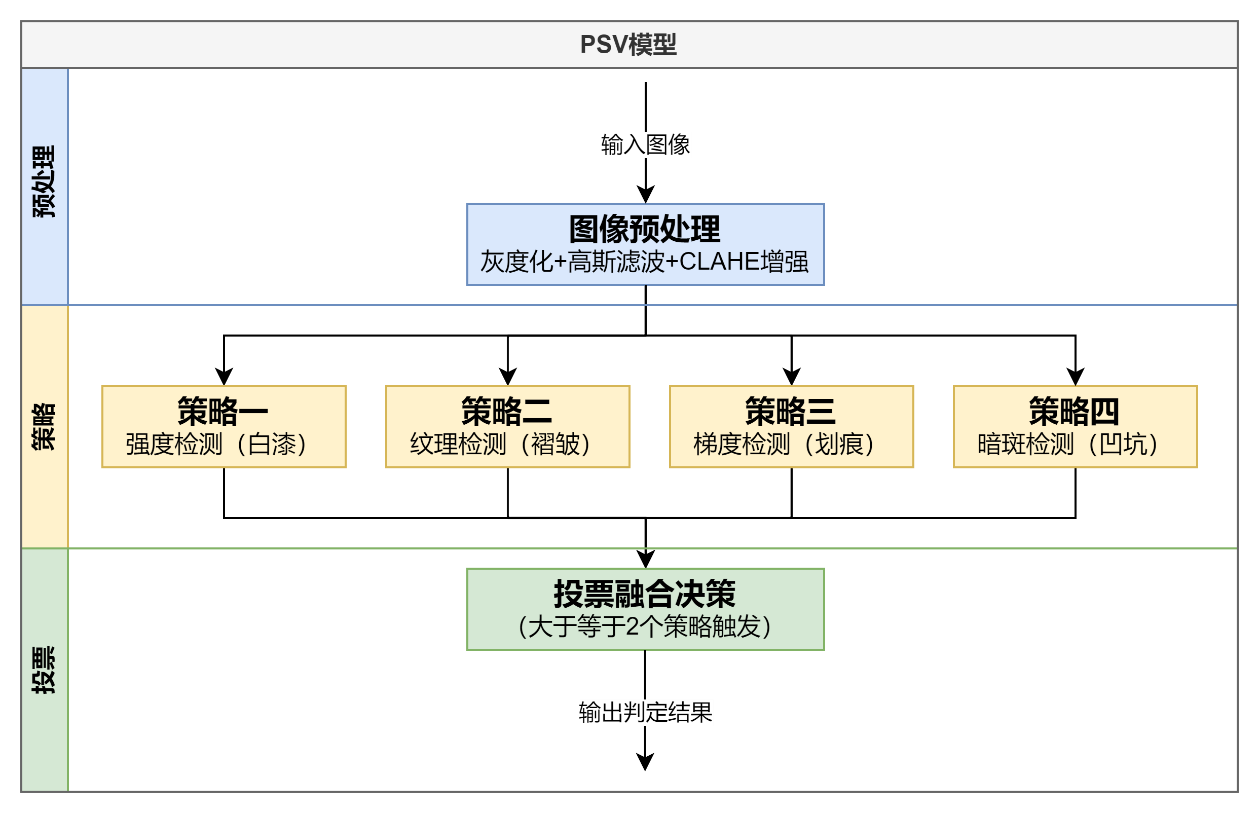 PSV模型
预处理
输入图像
图像预处理
灰度化+高斯滤波+CLAHE增强
策略
策略一
强度检测（白漆）
策略二
纹理检测（褶皱）
策略三
梯度检测（划痕）
策略四
暗斑检测（凹坑）
投票
投票融合决策
（大于等于2个策略触发）
输出判定结果